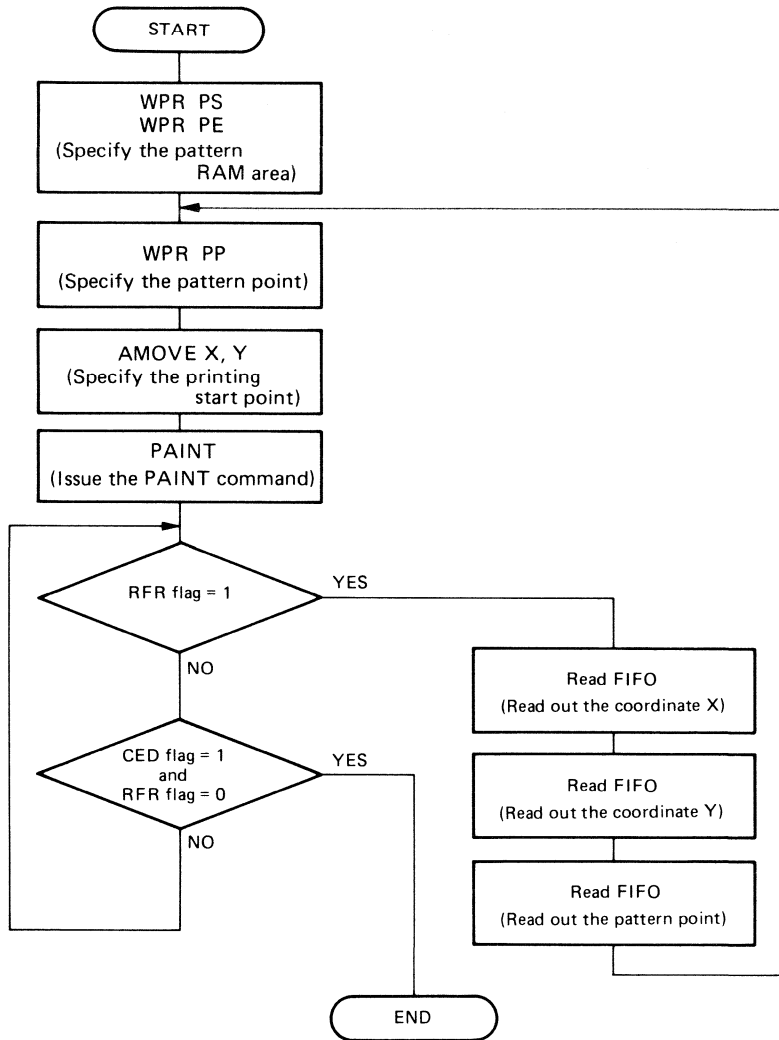 START
WPR PS
WPR PE
(Specify the pattern
RAM area)
WPR PP
(Specify the pattern point)
AMOVE X, Y
(Specify the printing
start point)
PAINT
(Issue the PAINT command)
RFR flag = 1
YES
NO
CED flag = 1
and
RFR flag = 0
YES
NO
Read FIFO
(Read out the coordinate X)
Read FIFO
(Read out the coordinate Y)
Read FIFO
(Read out the pattern point)
END